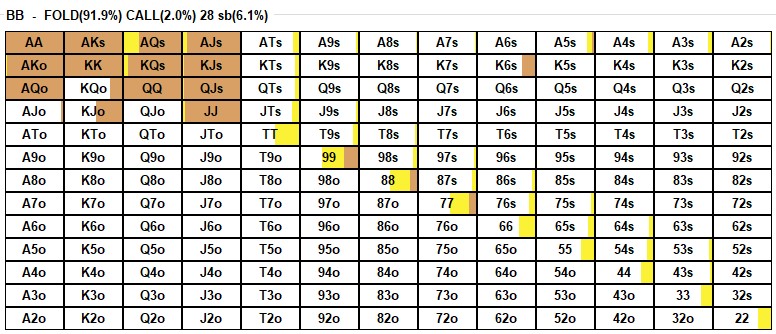 BB - FOLD(91.9%) CALL(2.0%) 28 sb(6.1%)
AA AKs AQs AJs ATs A9s A8s A7s A6s A5s A4s A3s A2s
AKo KK KQs KJs KTs K9s K8s K7s K6s K5s K4s K3s K2s
AQo KQo QQ QJs QTs Q9s Q8s Q7s Q6s Q5s Q4s Q3s Q2s
AJo KJo QJo JJ JTs J9s J8s J7s J6s J5s J4s J3s J2s
ATo KTo QTo JTo TT T9s T8s T7s T6s T5s T4s T3s T2s
A9o K9o Q9o J9o T9o 99 98s 97s 96s 95s 94s 93s 92s
A8o K8o Q8o J8o T8o 98o 88 87s 86s 85s 84s 83s 82s
A7o K7o Q7o J7o T7o 97o 87o 77 76s 75s 74s 73s 72s
A6o K6o Q6o J6o T6o 96o 86o 76o 66 65s 64s 63s 62s
A5o K5o Q5o J5o T5o 95o 85o 75o 65o 55 54s 53s 52s
A4o K4o Q4o J4o T4o 94o 84o 74o 64o 54o 44 43s 42s
A3o K3o Q3o J3o T3o 93o 83o 73o 63o 53o 43o 33 32s
A2o K2o Q2o J2o T2o 92o 82o 72o 62o 52o 42o 32o 22